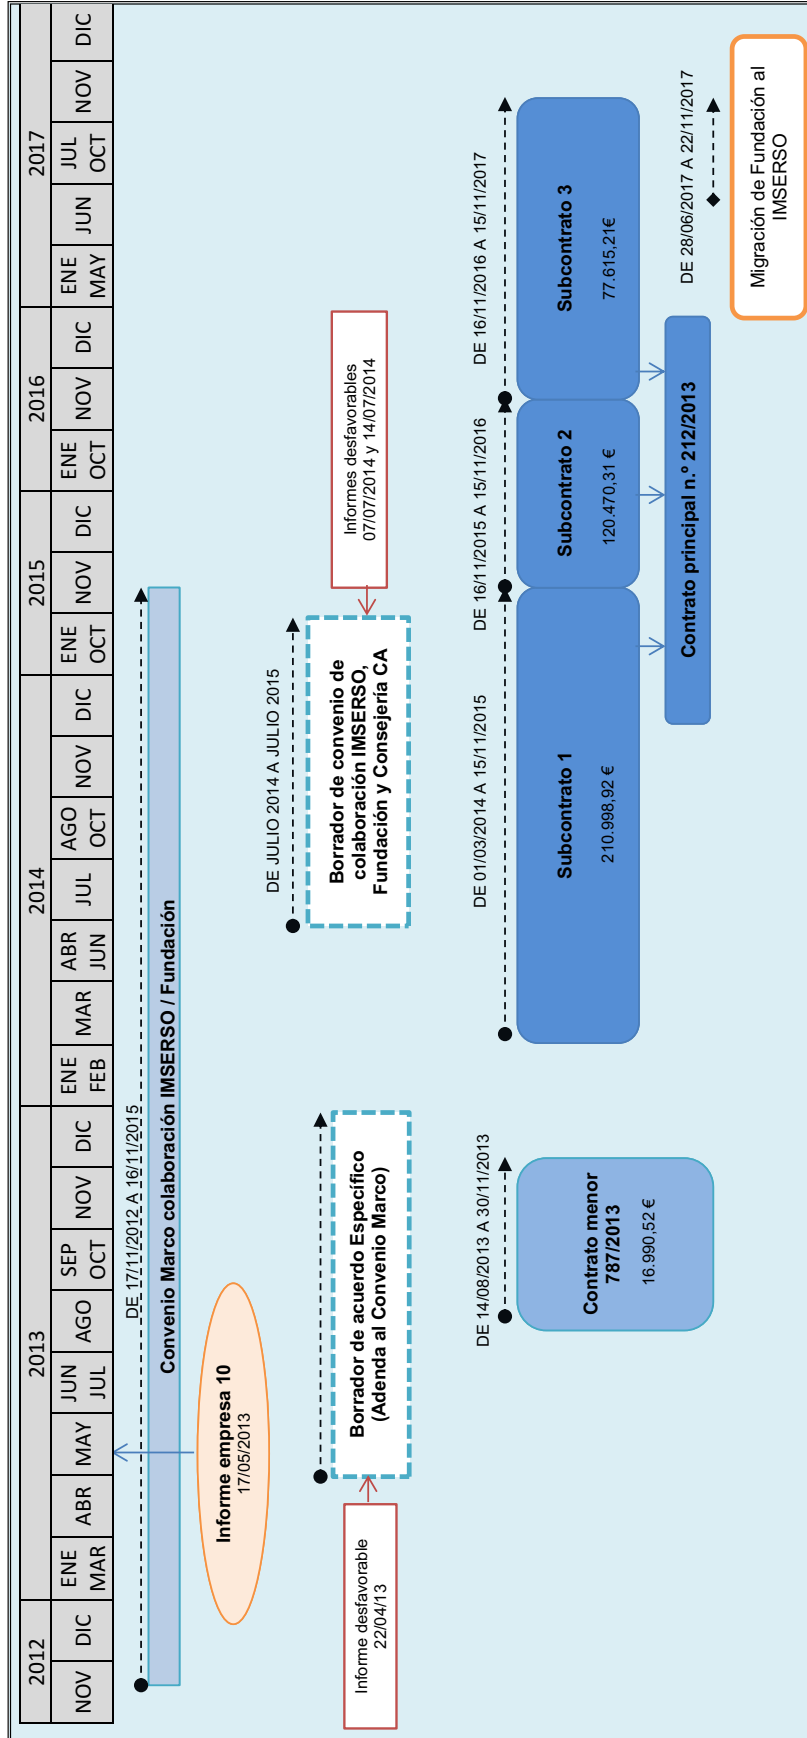 2012
2013
2014
2015
2016
2017
NOV
DIC
ENE
MAR
ABR
MAY
JUN
JUL
AGO
SEP
OCT
NOV
DIC
ENE
FEB
MAR
ABR
JUN
JUL
AGO
OCT
NOV
DIC
ENE
OCT
NOV
DIC
ENE
OCT
NOV
DIC
ENE
MAY
JUN
JUL
OCT
NOV
DIC
DE 17/11/2012 A 16/11/2015
Convenio Marco colaboración IMSERSO / Fundación
Informe empresa 10
17/05/2013
DE JULIO 2014 A JULIO 2015
Informe desfavorable
22/04/13
Borrador de acuerdo Específico
(Adenda al Convenio Marco)
Borrador de convenio de
colaboración IMSERSO,
Fundación y Consejería CA
Informes desfavorables
07/07/2014 y 14/07/2014
DE 14/08/2013 A 30/11/2013
DE 01/03/2014 A 15/11/2015
DE 16/11/2015 A 15/11/2016
DE 16/11/2016 A 15/11/2017
Contrato menor
787/2013
16.990,52 €
Subcontrato 1
210.998,92 €
Subcontrato 2
120.470,31 €
Subcontrato 3
77.615,21€
Contrato principal n.º 212/2013
DE 28/06/2017 A 22/11/2017
Migración de Fundación al
IMSERSO